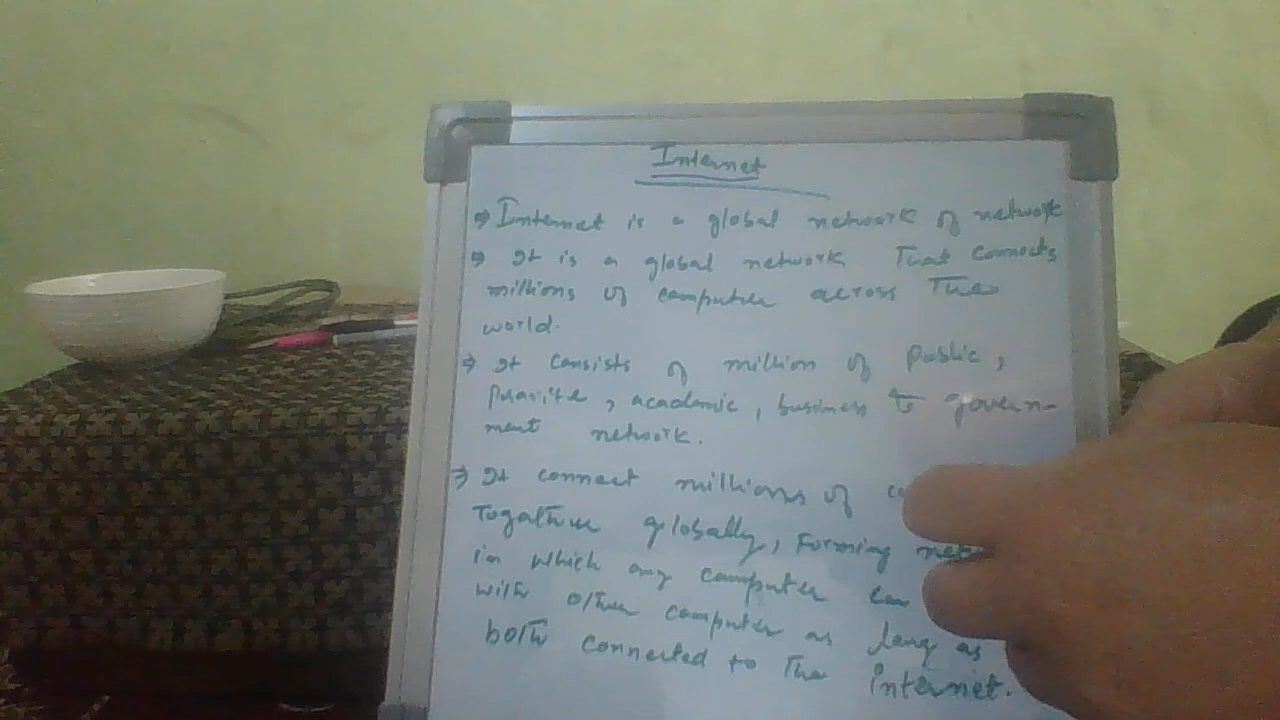 Internet
⇒ Internet is a global network of network
⇒ It is a global network That connects
millions of computer across The
world.
⇒ It consists of million of Public,
Private, academic, business to govern-
ment network.
⇒ It connect millions of
Togather globally, Forming
in which any computer can
with other computer as long as
both connected to The internet.